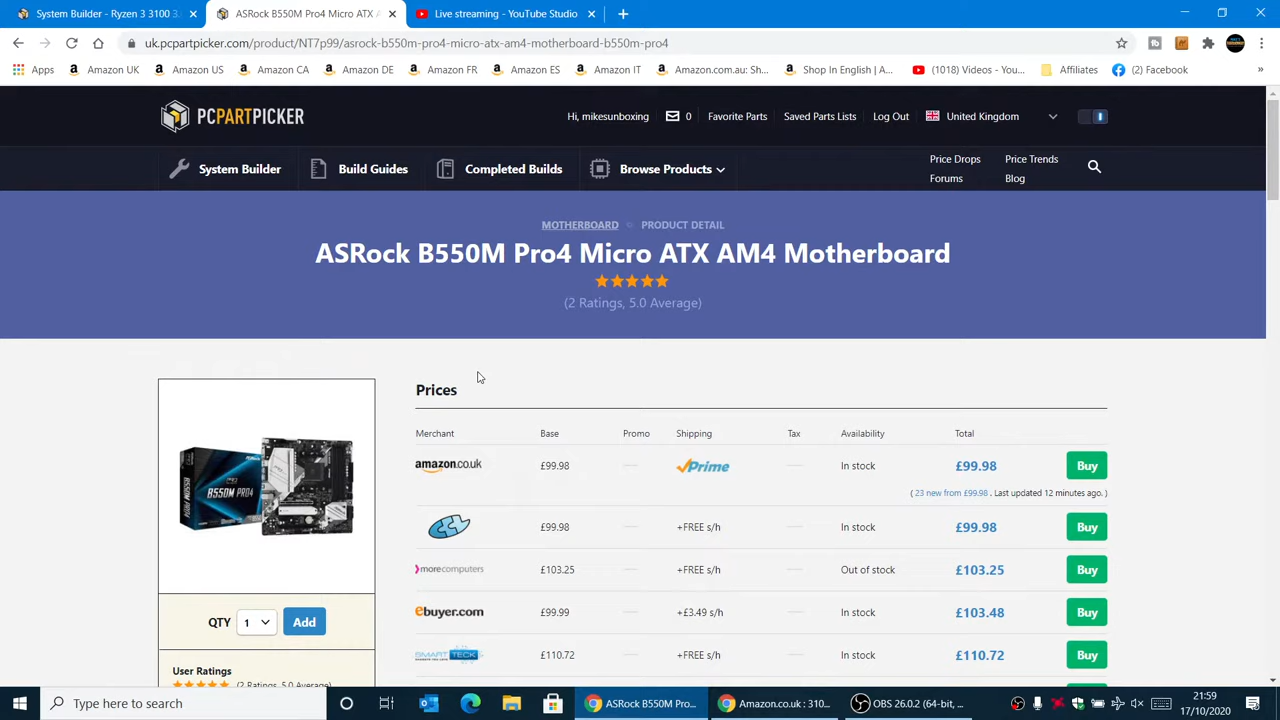 System Builder - Ryzen 3 3100 3.
ASRock B550M Pro4 Micro ATX A
Live streaming - YouTube Studio
uk.pcpartpicker.com/product/NT7p99/asrock-b550m-pro4-micro-atx-am4-motherboard-b550m-pro4
Apps
Amazon UK
Amazon US
Amazon CA
Amazon DE
Amazon FR
Amazon ES
Amazon IT
Amazon.com.au: Sh...
Shop In English | A...
(1018) Videos - You...
Affiliates
(2) Facebook
»
PCPARTPICKER
Hi, mikesunboxing
0
Favorite Parts
Saved Parts Lists
Log Out
United Kingdom
System Builder
Build Guides
Completed Builds
Browse Products
Price Drops
Price Trends
Forums
Blog
MOTHERBOARD
PRODUCT DETAIL
ASRock B550M Pro4 Micro ATX AM4 Motherboard
(2 Ratings, 5.0 Average)
Prices
Merchant Base Promo Shipping Tax Availability Total
amazon.co.uk £99.98 — Prime — In stock £99.98 Buy
( 23 new from £99.98 . Last updated 12 minutes ago. )
£99.98 — +FREE s/h — In stock £99.98 Buy
morecomputers £103.25 — +FREE s/h — Out of stock £103.25 Buy
ebuyer.com £99.99 — +£3.49 s/h — In stock £103.48 Buy
SMART TECK £110.72 — +FREE s/h — In stock £110.72 Buy
B550M PRO4
QTY 1 Add
User Ratings
(2 Ratings, 5.0 Average)
Type here to search
ASRock B550M Pro...
Amazon.co.uk : 310...
OBS 26.0.2 (64-bit, ...
21:59
17/10/2020